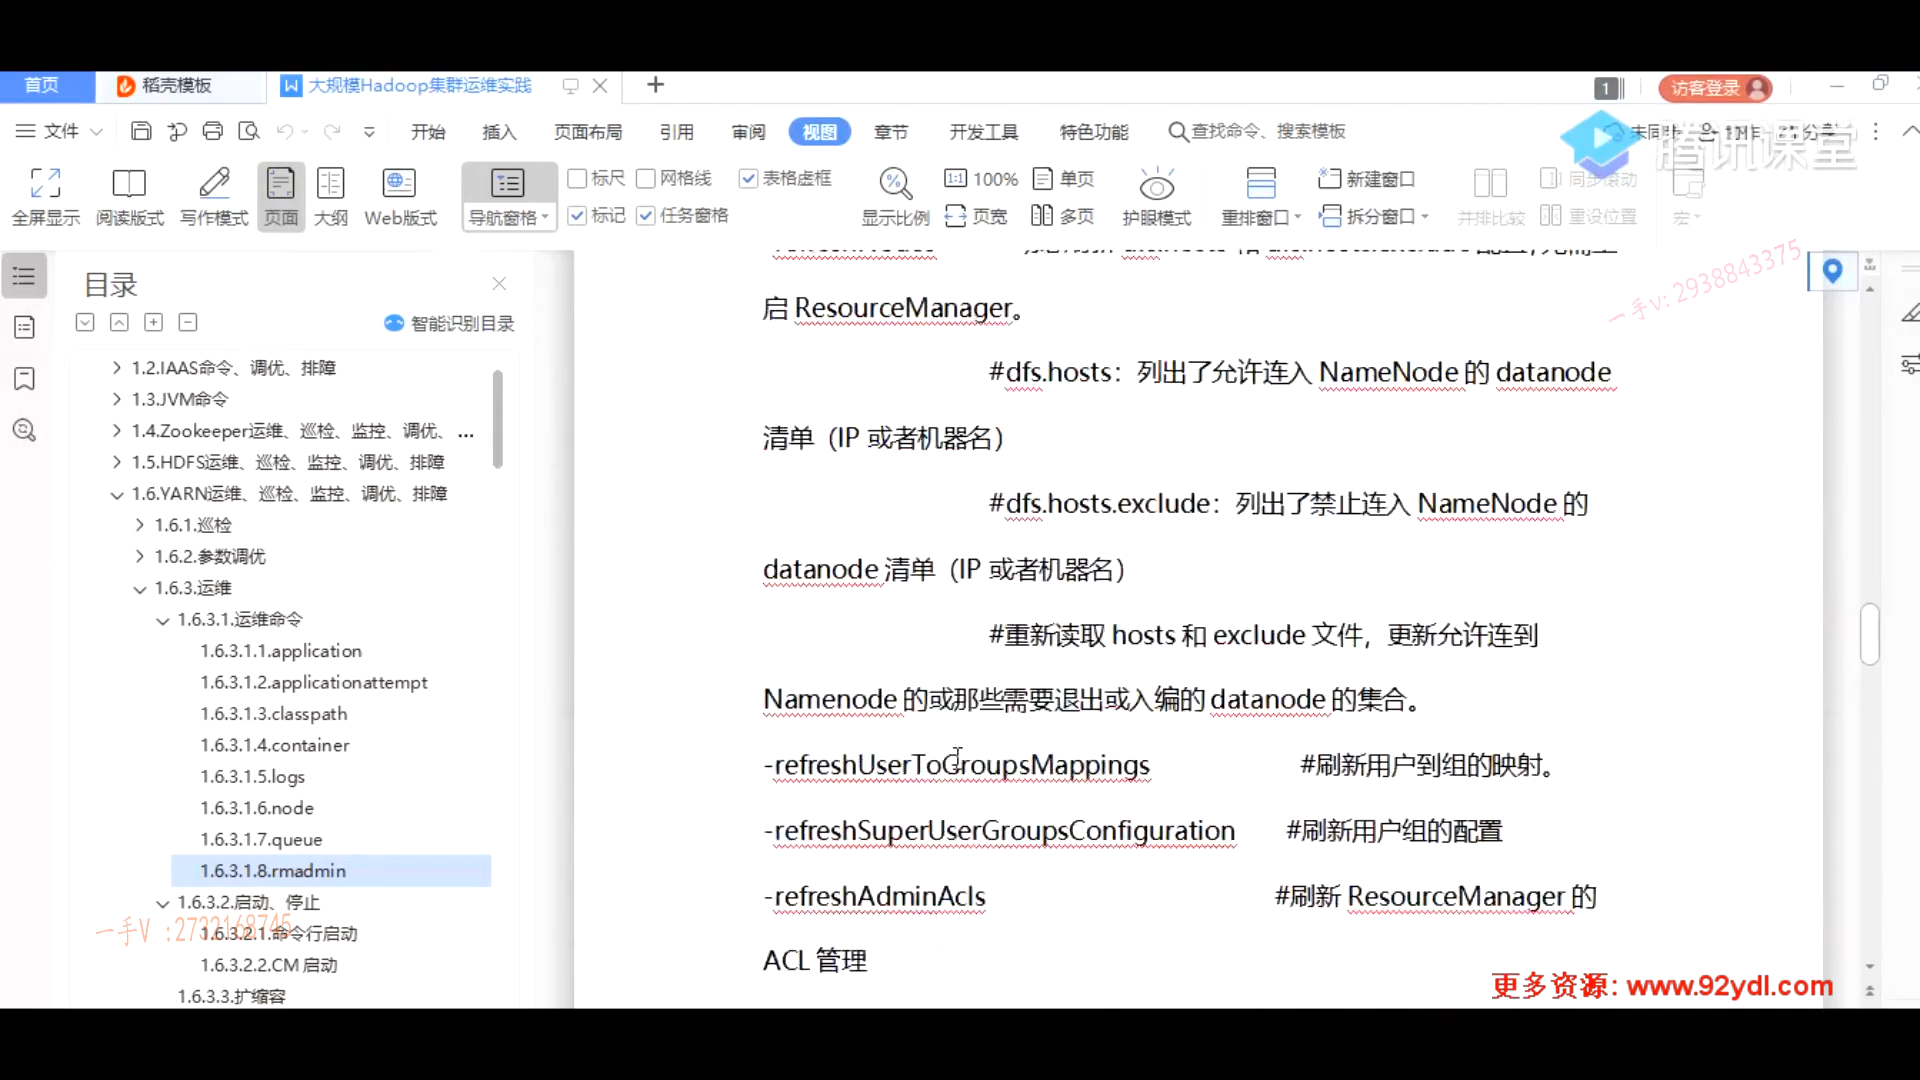 首页
稻壳模板
大规模Hadoop集群运维实践
1
访客登录
文件
开始
插入
页面布局
引用
审阅
视图
章节
开发工具
特色功能
查找命令、搜索模板
腾讯课堂
全屏显示
阅读版式
写作模式
页面
大纲
Web版式
导航窗格
标尺
网格线
表格虚框
标记
任务窗格
显示比例
100%
单页
页宽
多页
护眼模式
重排窗口
新建窗口
拆分窗口
并排比较
同步滚动
重设位置
宏
目录
智能识别目录
1.2.IAAS命令、调优、排障
1.3.JVM命令
1.4.Zookeeper运维、巡检、监控、调优、...
1.5.HDFS运维、巡检、监控、调优、排障
1.6.YARN运维、巡检、监控、调优、排障
1.6.1.巡检
1.6.2.参数调优
1.6.3.运维
1.6.3.1.运维命令
1.6.3.1.1.application
1.6.3.1.2.applicationattempt
1.6.3.1.3.classpath
1.6.3.1.4.container
1.6.3.1.5.logs
1.6.3.1.6.node
1.6.3.1.7.queue
1.6.3.1.8.rmadmin
1.6.3.2.启动、停止
1.6.3.2.1.命令行启动
1.6.3.2.2.CM 启动
1.6.3.3.扩缩容
一手V :2732168745
一手v: 2938843375
启 ResourceManager。
#dfs.hosts：列出了允许连入 NameNode 的 datanode
清单（IP 或者机器名）
#dfs.hosts.exclude：列出了禁止连入 NameNode 的
datanode 清单（IP 或者机器名）
#重新读取 hosts 和 exclude 文件，更新允许连到
Namenode 的或那些需要退出或入编的 datanode 的集合。
-refreshUserToGroupsMappings #刷新用户到组的映射。
-refreshSuperUserGroupsConfiguration #刷新用户组的配置
-refreshAdminAcls #刷新 ResourceManager 的
ACL 管理
更多资源: www.92ydl.com